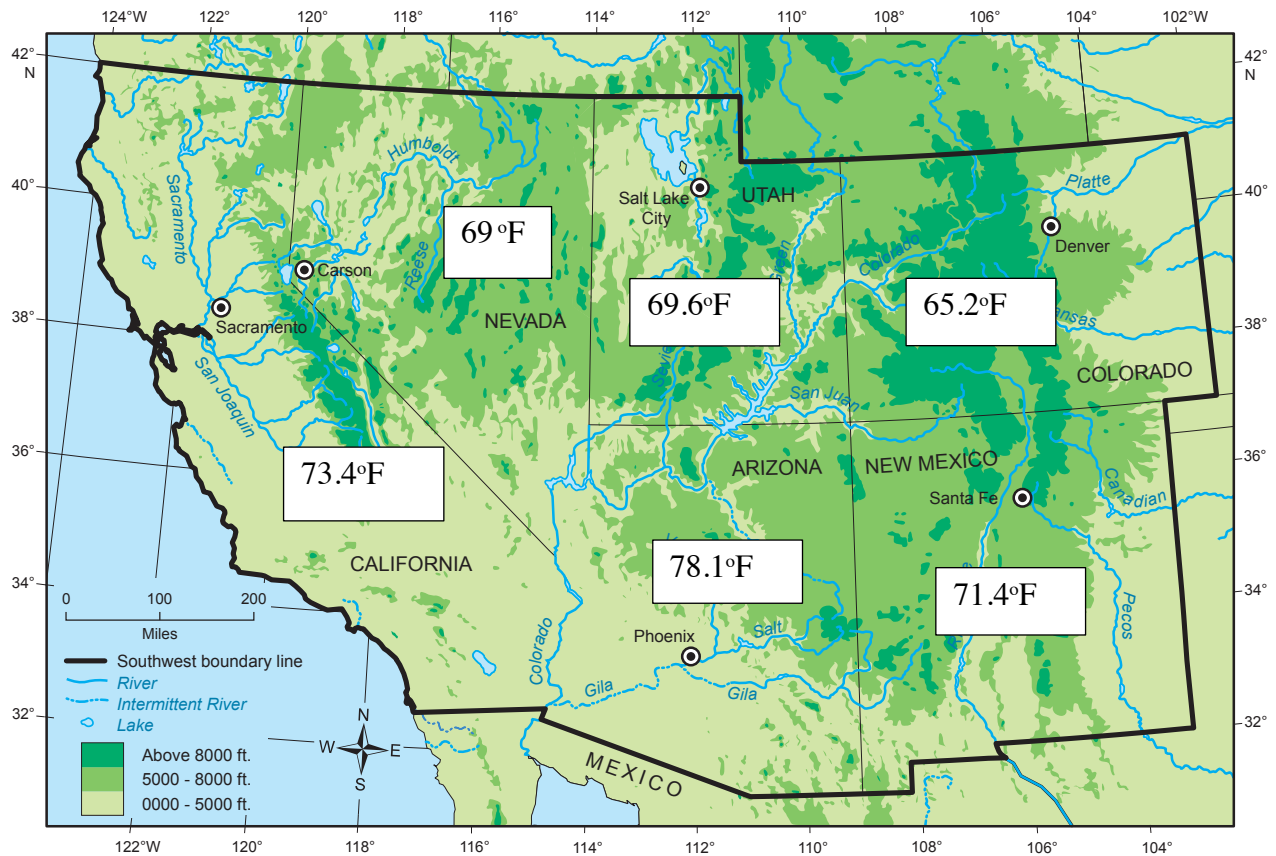 124°W 122° 120° 118° 116° 114° 112° 110° 108° 106° 104° 102°W
42°
N
42°
N
40°
40°
38°
38°
36°
36°
34°
34°
32°
32°
Humboldt
Sacramento
Salt Lake
City
UTAH
Platte
69 °F
Reese
Green
Colorado
Denver
Carson
69.6°F
65.2°F
Sacramento
NEVADA
San Joaquin
COLORADO
San Juan
73.4°F
ARIZONA
NEW MEXICO
Santa Fe
Canadian
CALIFORNIA
78.1°F
71.4°F
0 100 200
Miles
Phoenix
Salt
Pecos
Colorado
Gila
Gila
Southwest boundary line
River
Intermittent River
Lake
N
W E
S
Above 8000 ft.
5000 - 8000 ft.
0000 - 5000 ft.
MEXICO
122°W 120° 118° 116° 114° 112° 110° 108° 106° 104°